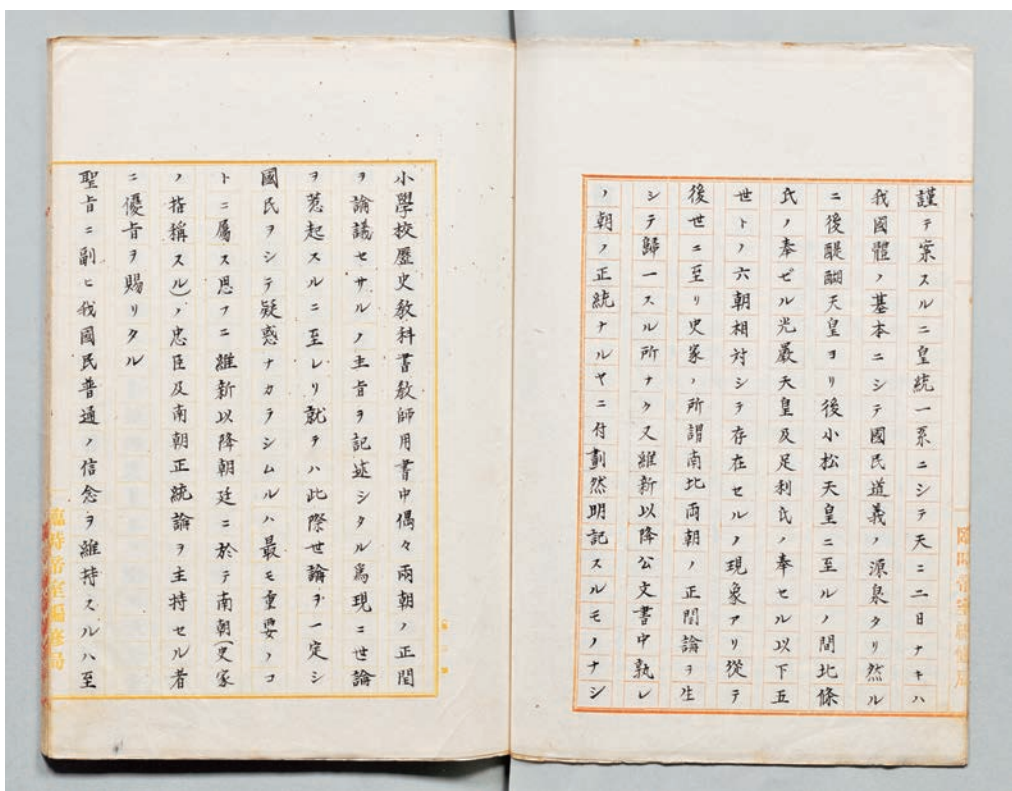 謹テ案スルニ皇統一系ニシテ天ニ二日ナキハ
我國體ノ基本ニシテ國民道義ノ源泉タリ然ル
ニ後醍醐天皇ヨリ後小松天皇ニ至ルノ間北條
氏ノ奉ゼル光嚴天皇及足利氏ノ奉セル以下五
世トノ六朝相対シテ存在セルノ現象アリ從テ
後世ニ至リ史家ノ所謂南北両朝ノ正閏論ヲ生
シテ歸一スル所ナク又維新以降公文書中孰レ
ノ朝ノ正統ナルヤニ付劃然明記スルモノナシ
臨時帝室編修局
小學校歷史敎科書敎師用書中偶々兩朝ノ正閏
ヲ論議セサルノ主旨ヲ記述シタル爲現ニ世論
ヲ惹起スルニ至レリ就テハ此際世論ヲ一定シ
國民ヲシテ疑惑ナカラシムルハ最モ重要ノコ
トニ屬ス思フニ維新以降朝廷ニ於テ南朝(史家
ノ指稱スル)ノ忠臣及南朝正統論ヲ主持セル者
ニ優旨ヲ賜リタル
聖旨ニ副ヒ我國民普通ノ信念ヲ維持スルハ至
臨時帝室編修局